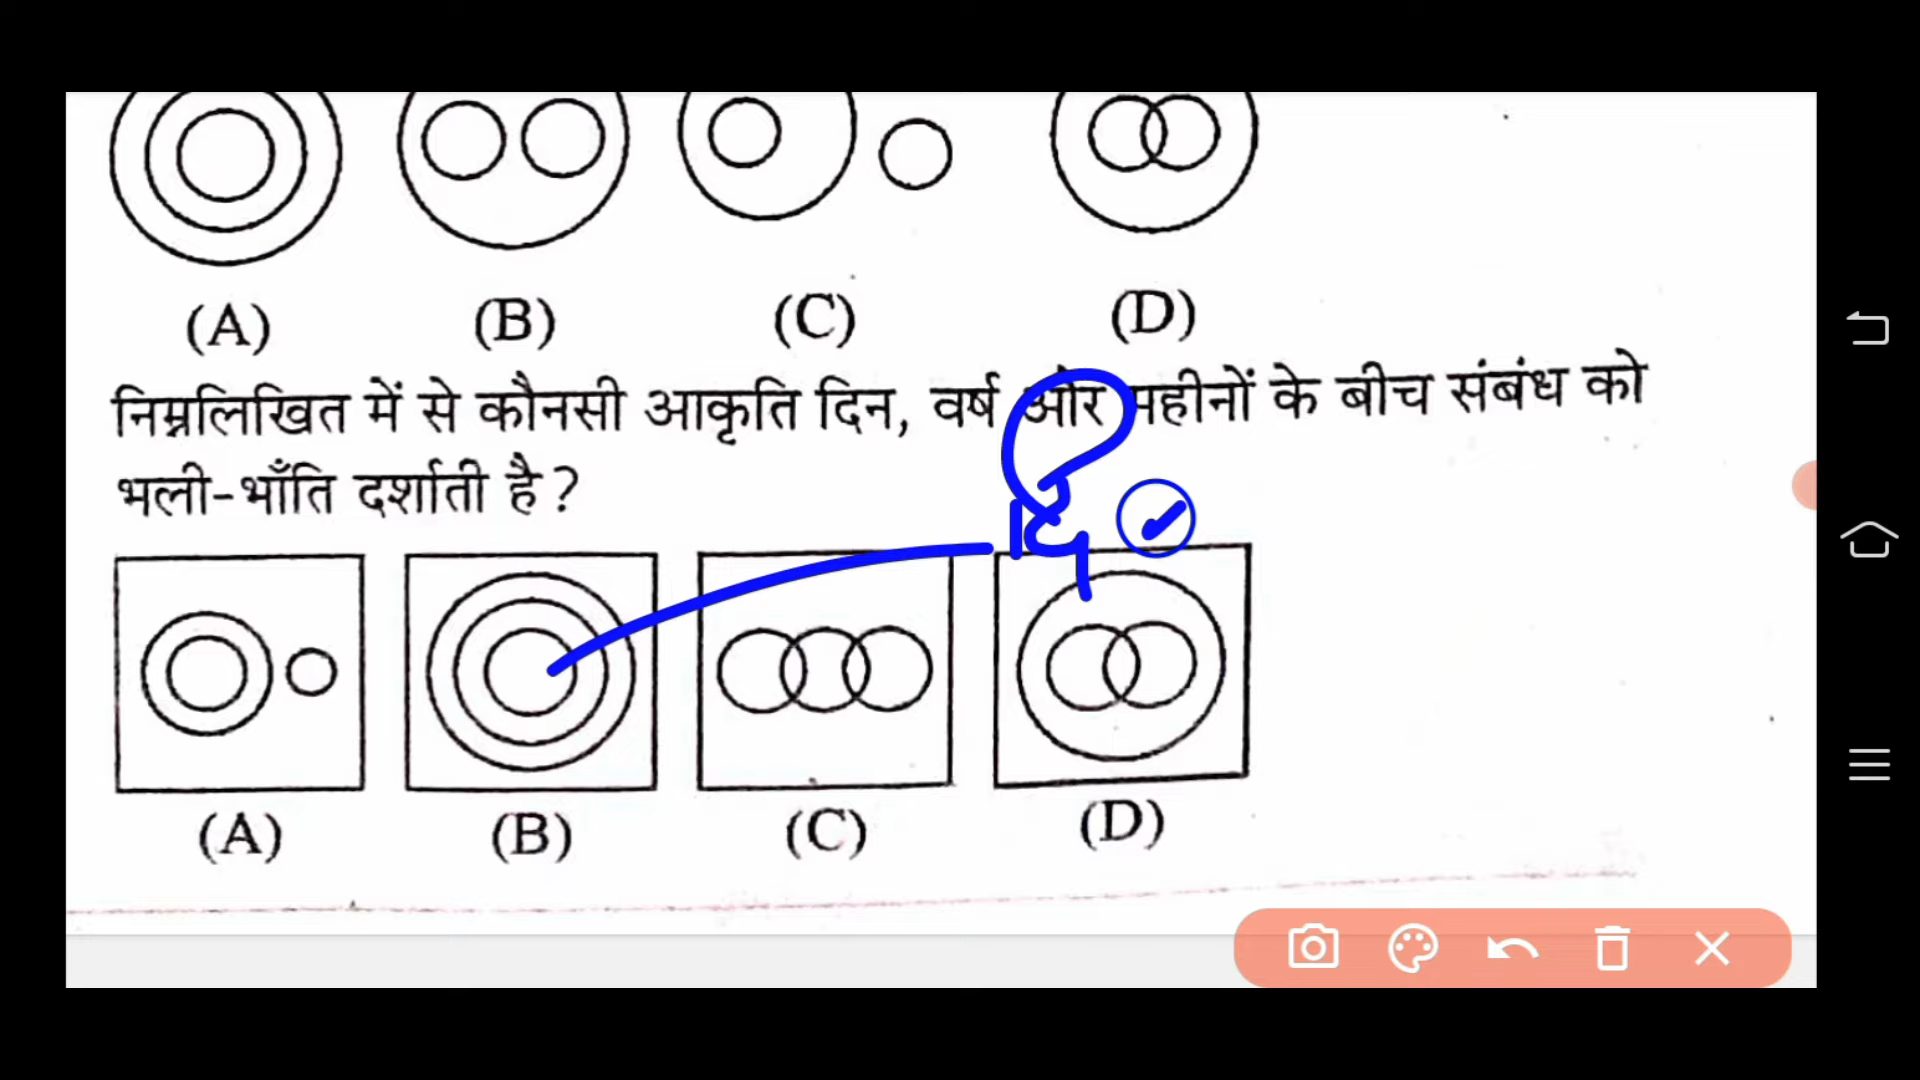 (A) (B) (C) (D)
निम्नलिखित में से कौनसी आकृति दिन, वर्ष और महीनों के बीच संबंध को
भली-भाँति दर्शाती है ?
(A) (B) (C) (D)